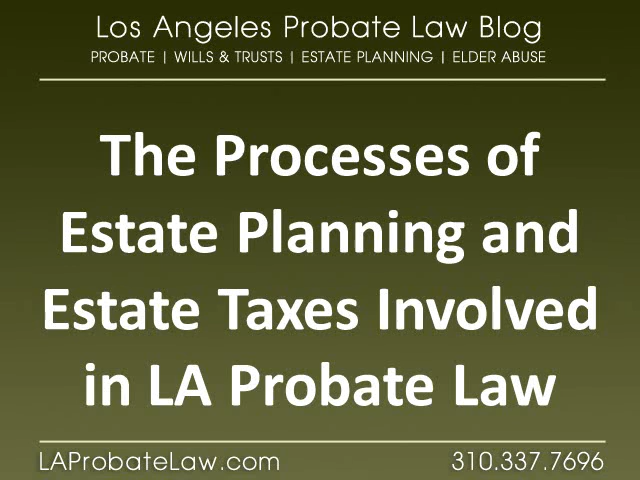 Los Angeles Probate Law Blog
PROBATE | WILLS & TRUSTS | ESTATE PLANNING | ELDER ABUSE
The Processes of
Estate Planning and
Estate Taxes Involved
in LA Probate Law
LAProbateLaw.com 310.337.7696